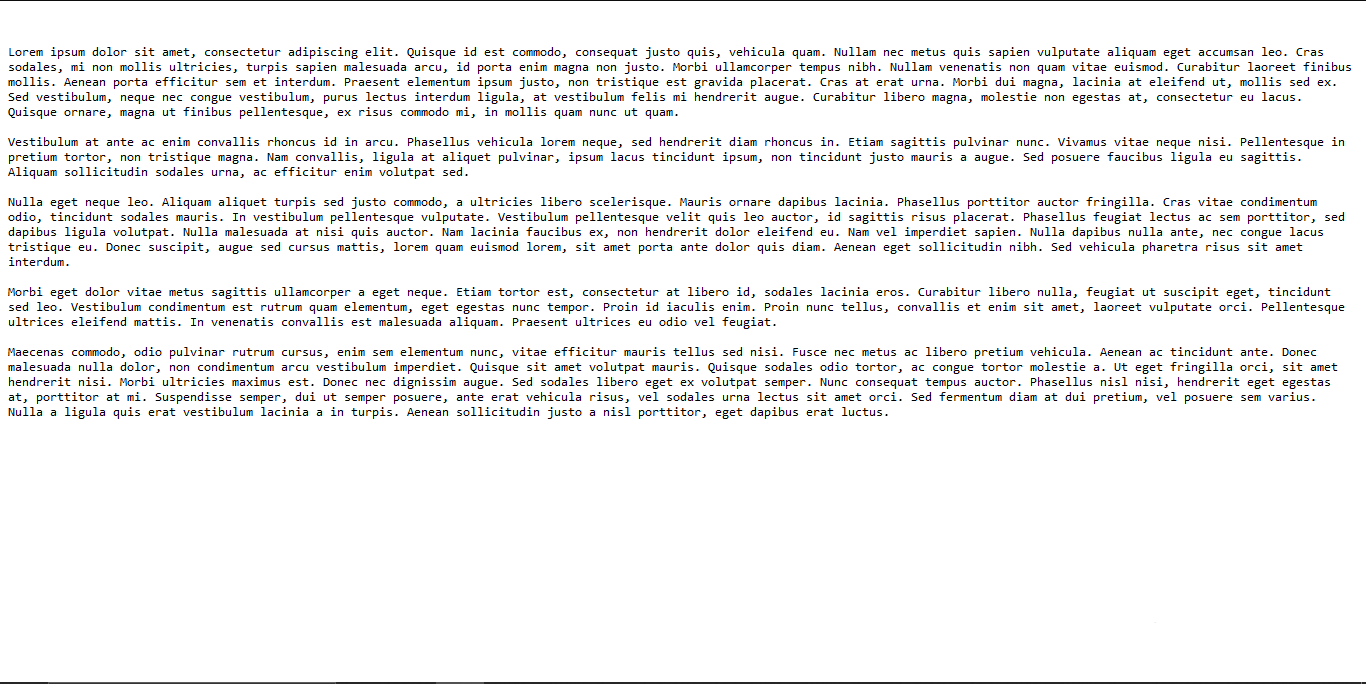 Lorem ipsum dolor sit amet, consectetur adipiscing elit. Quisque id est commodo, consequat justo quis, vehicula quam. Nullam nec metus quis sapien vulputate aliquam eget accumsan leo. Cras
sodales, mi non mollis ultricies, turpis sapien malesuada arcu, id porta enim magna non justo. Morbi ullamcorper tempus nibh. Nullam venenatis non quam vitae euismod. Curabitur laoreet finibus
mollis. Aenean porta efficitur sem et interdum. Praesent elementum ipsum justo, non tristique est gravida placerat. Cras at erat urna. Morbi dui magna, lacinia at eleifend ut, mollis sed ex.
Sed vestibulum, neque nec congue vestibulum, purus lectus interdum ligula, at vestibulum felis mi hendrerit augue. Curabitur libero magna, molestie non egestas at, consectetur eu lacus.
Quisque ornare, magna ut finibus pellentesque, ex risus commodo mi, in mollis quam nunc ut quam.
Vestibulum at ante ac enim convallis rhoncus id in arcu. Phasellus vehicula lorem neque, sed hendrerit diam rhoncus in. Etiam sagittis pulvinar nunc. Vivamus vitae neque nisi. Pellentesque in
pretium tortor, non tristique magna. Nam convallis, ligula at aliquet pulvinar, ipsum lacus tincidunt ipsum, non tincidunt justo mauris a augue. Sed posuere faucibus ligula eu sagittis.
Aliquam sollicitudin sodales urna, ac efficitur enim volutpat sed.
Nulla eget neque leo. Aliquam aliquet turpis sed justo commodo, a ultricies libero scelerisque. Mauris ornare dapibus lacinia. Phasellus porttitor auctor fringilla. Cras vitae condimentum
odio, tincidunt sodales mauris. In vestibulum pellentesque vulputate. Vestibulum pellentesque velit quis leo auctor, id sagittis risus placerat. Phasellus feugiat lectus ac sem porttitor, sed
dapibus ligula volutpat. Nulla malesuada at nisi quis auctor. Nam lacinia faucibus ex, non hendrerit dolor eleifend eu. Nam vel imperdiet sapien. Nulla dapibus nulla ante, nec congue lacus
tristique eu. Donec suscipit, augue sed cursus mattis, lorem quam euismod lorem, sit amet porta ante dolor quis diam. Aenean eget sollicitudin nibh. Sed vehicula pharetra risus sit amet
interdum.
Morbi eget dolor vitae metus sagittis ullamcorper a eget neque. Etiam tortor est, consectetur at libero id, sodales lacinia eros. Curabitur libero nulla, feugiat ut suscipit eget, tincidunt
sed leo. Vestibulum condimentum est rutrum quam elementum, eget egestas nunc tempor. Proin id iaculis enim. Proin nunc tellus, convallis et enim sit amet, laoreet vulputate orci. Pellentesque
ultrices eleifend mattis. In venenatis convallis est malesuada aliquam. Praesent ultrices eu odio vel feugiat.
Maecenas commodo, odio pulvinar rutrum cursus, enim sem elementum nunc, vitae efficitur mauris tellus sed nisi. Fusce nec metus ac libero pretium vehicula. Aenean ac tincidunt ante. Donec
malesuada nulla dolor, non condimentum arcu vestibulum imperdiet. Quisque sit amet volutpat mauris. Quisque sodales odio tortor, ac congue tortor molestie a. Ut eget fringilla orci, sit amet
hendrerit nisi. Morbi ultricies maximus est. Donec nec dignissim augue. Sed sodales libero eget ex volutpat semper. Nunc consequat tempus auctor. Phasellus nisl nisi, hendrerit eget egestas
at, porttitor at mi. Suspendisse semper, dui ut semper posuere, ante erat vehicula risus, vel sodales urna lectus sit amet orci. Sed fermentum diam at dui pretium, vel posuere sem varius.
Nulla a ligula quis erat vestibulum lacinia a in turpis. Aenean sollicitudin justo a nisl porttitor, eget dapibus erat luctus.